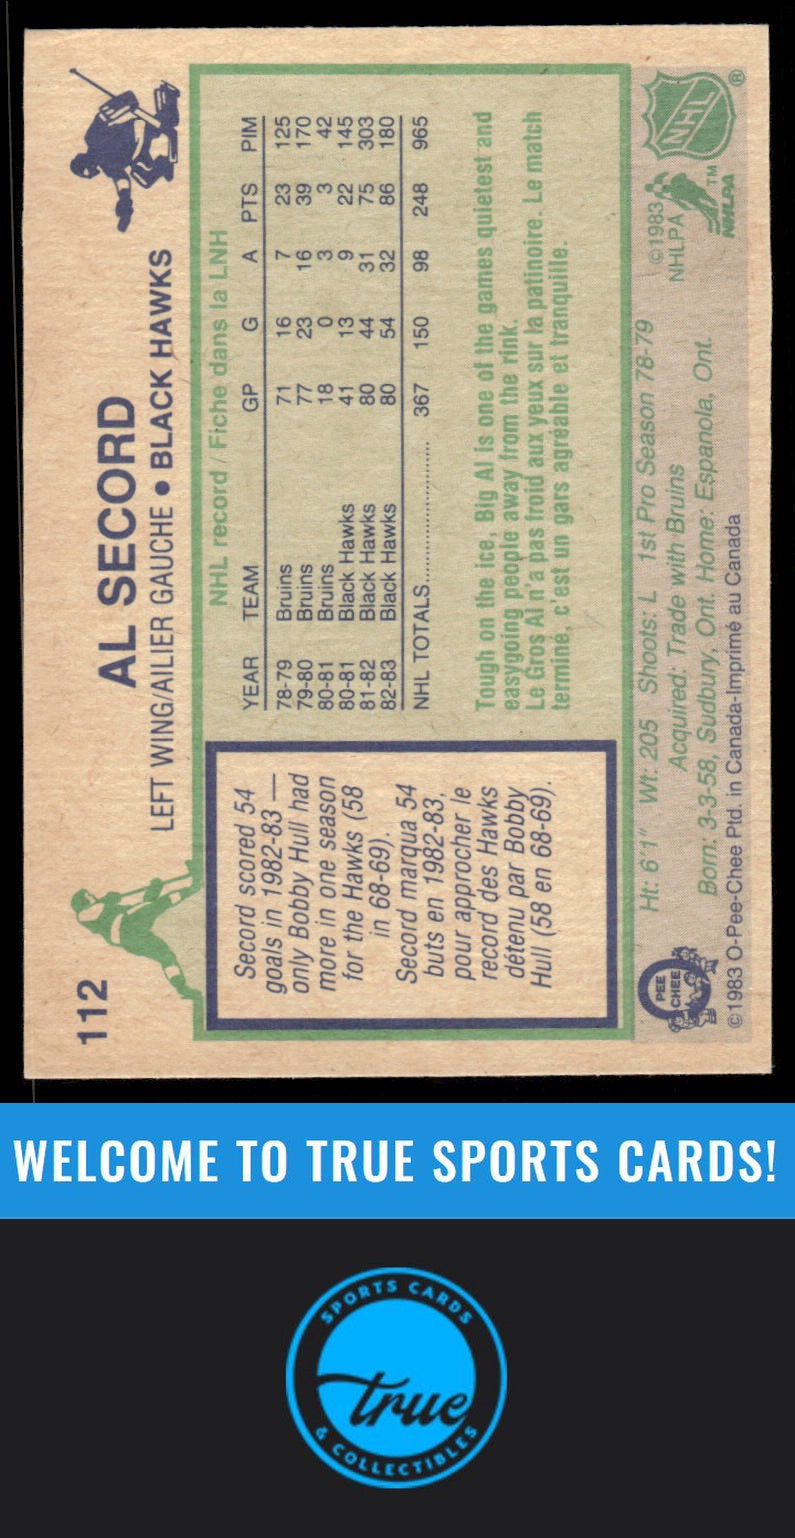 112
AL SECORD
LEFT WING/AILIER GAUCHE • BLACK HAWKS
Secord scored 54
goals in 1982-83 —
only Bobby Hull had
more in one season
for the Hawks (58
in 68-69).
Secord marqua 54
buts en 1982-83,
pour approcher le
record des Hawks
détenu par Bobby
Hull (58 en 68-69).
NHL record / Fiche dans la LNH
YEAR TEAM GP G A PTS PIM
78-79 Bruins 71 16 7 23 125
79-80 Bruins 77 23 16 39 170
80-81 Bruins 18 0 3 3 42
80-81 Black Hawks 41 13 9 22 145
81-82 Black Hawks 80 44 31 75 303
82-83 Black Hawks 80 54 32 86 180
NHL TOTALS.................... 367 150 98 248 965
Tough on the ice, Big Al is one of the games quietest and
easygoing people away from the rink.
Le Gros Al n'a pas froid aux yeux sur la patinoire. Le match
terminé, c'est un gars agréable et tranquille.
O PEE CHEE
Ht: 6'1" Wt: 205 Shoots: L 1st Pro Season 78-79
Acquired: Trade with Bruins
Born: 3-3-58, Sudbury, Ont. Home: Espanola, Ont.
©1983 O-Pee-Chee Ptd. in Canada-Imprimé au Canada
©1983
NHLPA
NHLPA
TM
NHL
®
WELCOME TO TRUE SPORTS CARDS!
SPORTS CARDS
true
& COLLECTIBLES